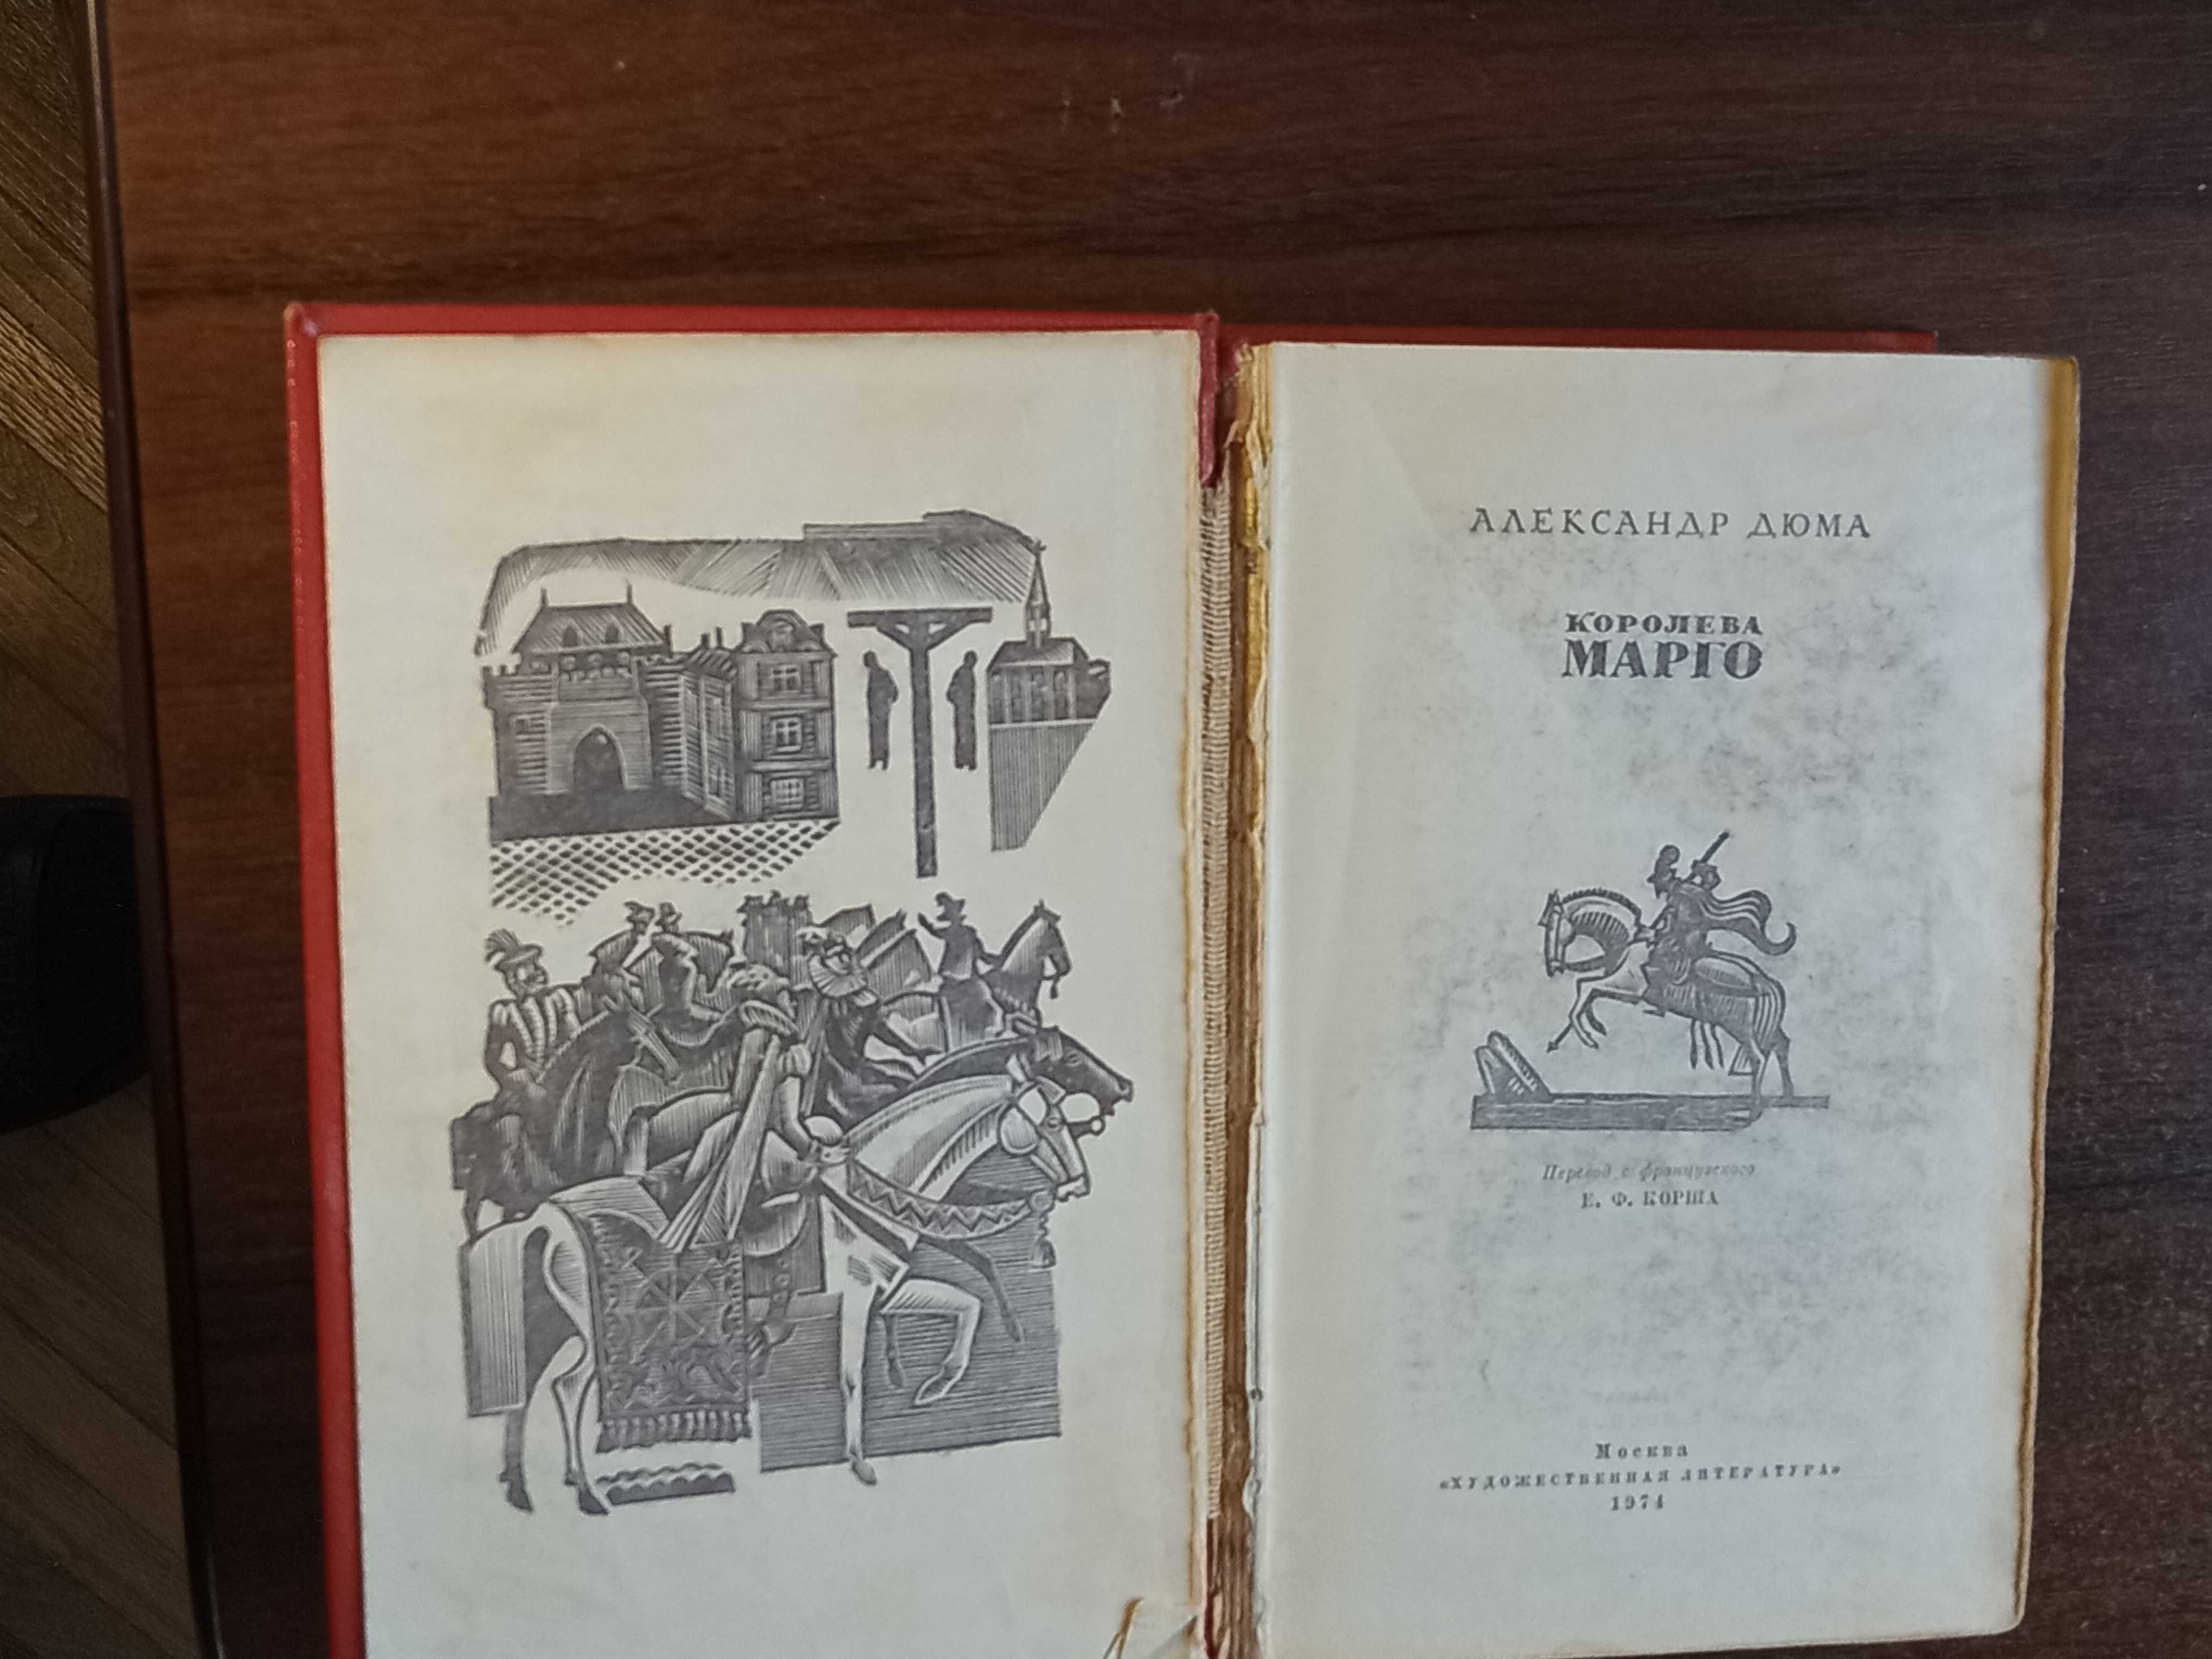 АЛЕКСАНДР ДЮМА
КОРОЛЕВА
МАРГО
Перевод с французского
Е. Ф. КОРША
Москва
«ХУДОЖЕСТВЕННАЯ ЛИТЕРАТУРА»
1974